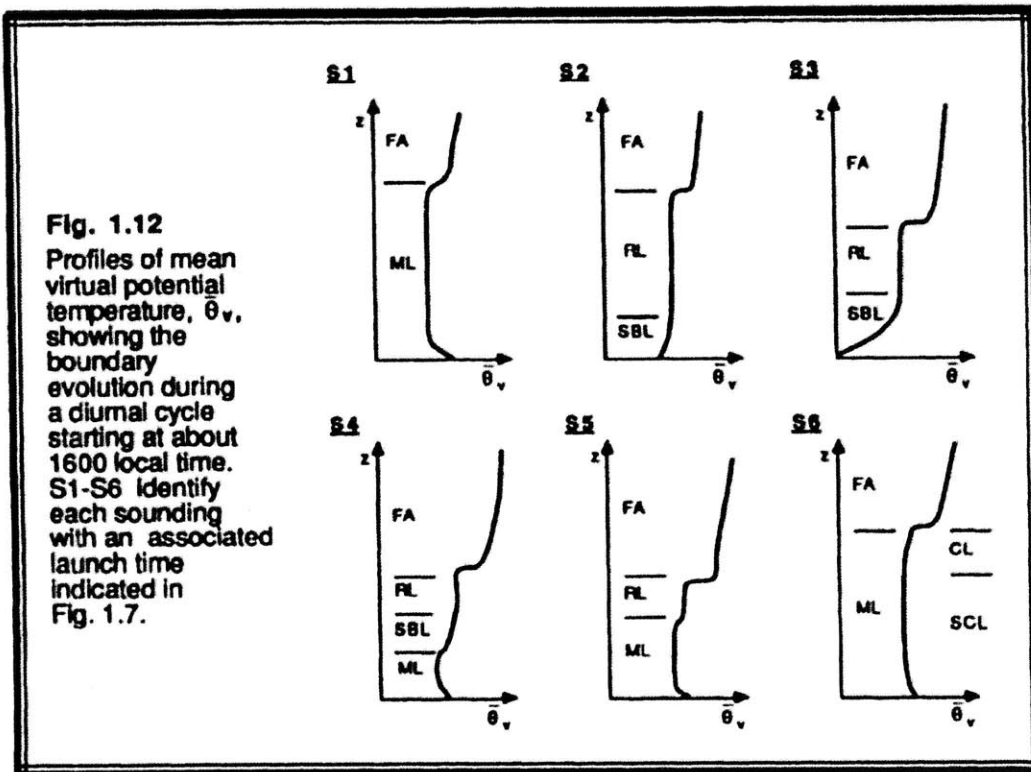 Fig. 1.12
Profiles of mean
virtual potential
temperature, θ̄v,
showing the
boundary
evolution during
a diurnal cycle
starting at about
1600 local time.
S1-S6 identify
each sounding
with an associated
launch time
indicated in
Fig. 1.7.
S1
z
FA
ML
θ̄v
S2
z
FA
RL
SBL
θ̄v
S3
z
FA
RL
SBL
θ̄v
S4
z
FA
RL
SBL
ML
θ̄v
S5
z
FA
RL
ML
θ̄v
S6
z
FA
ML
CL
SCL
θ̄v